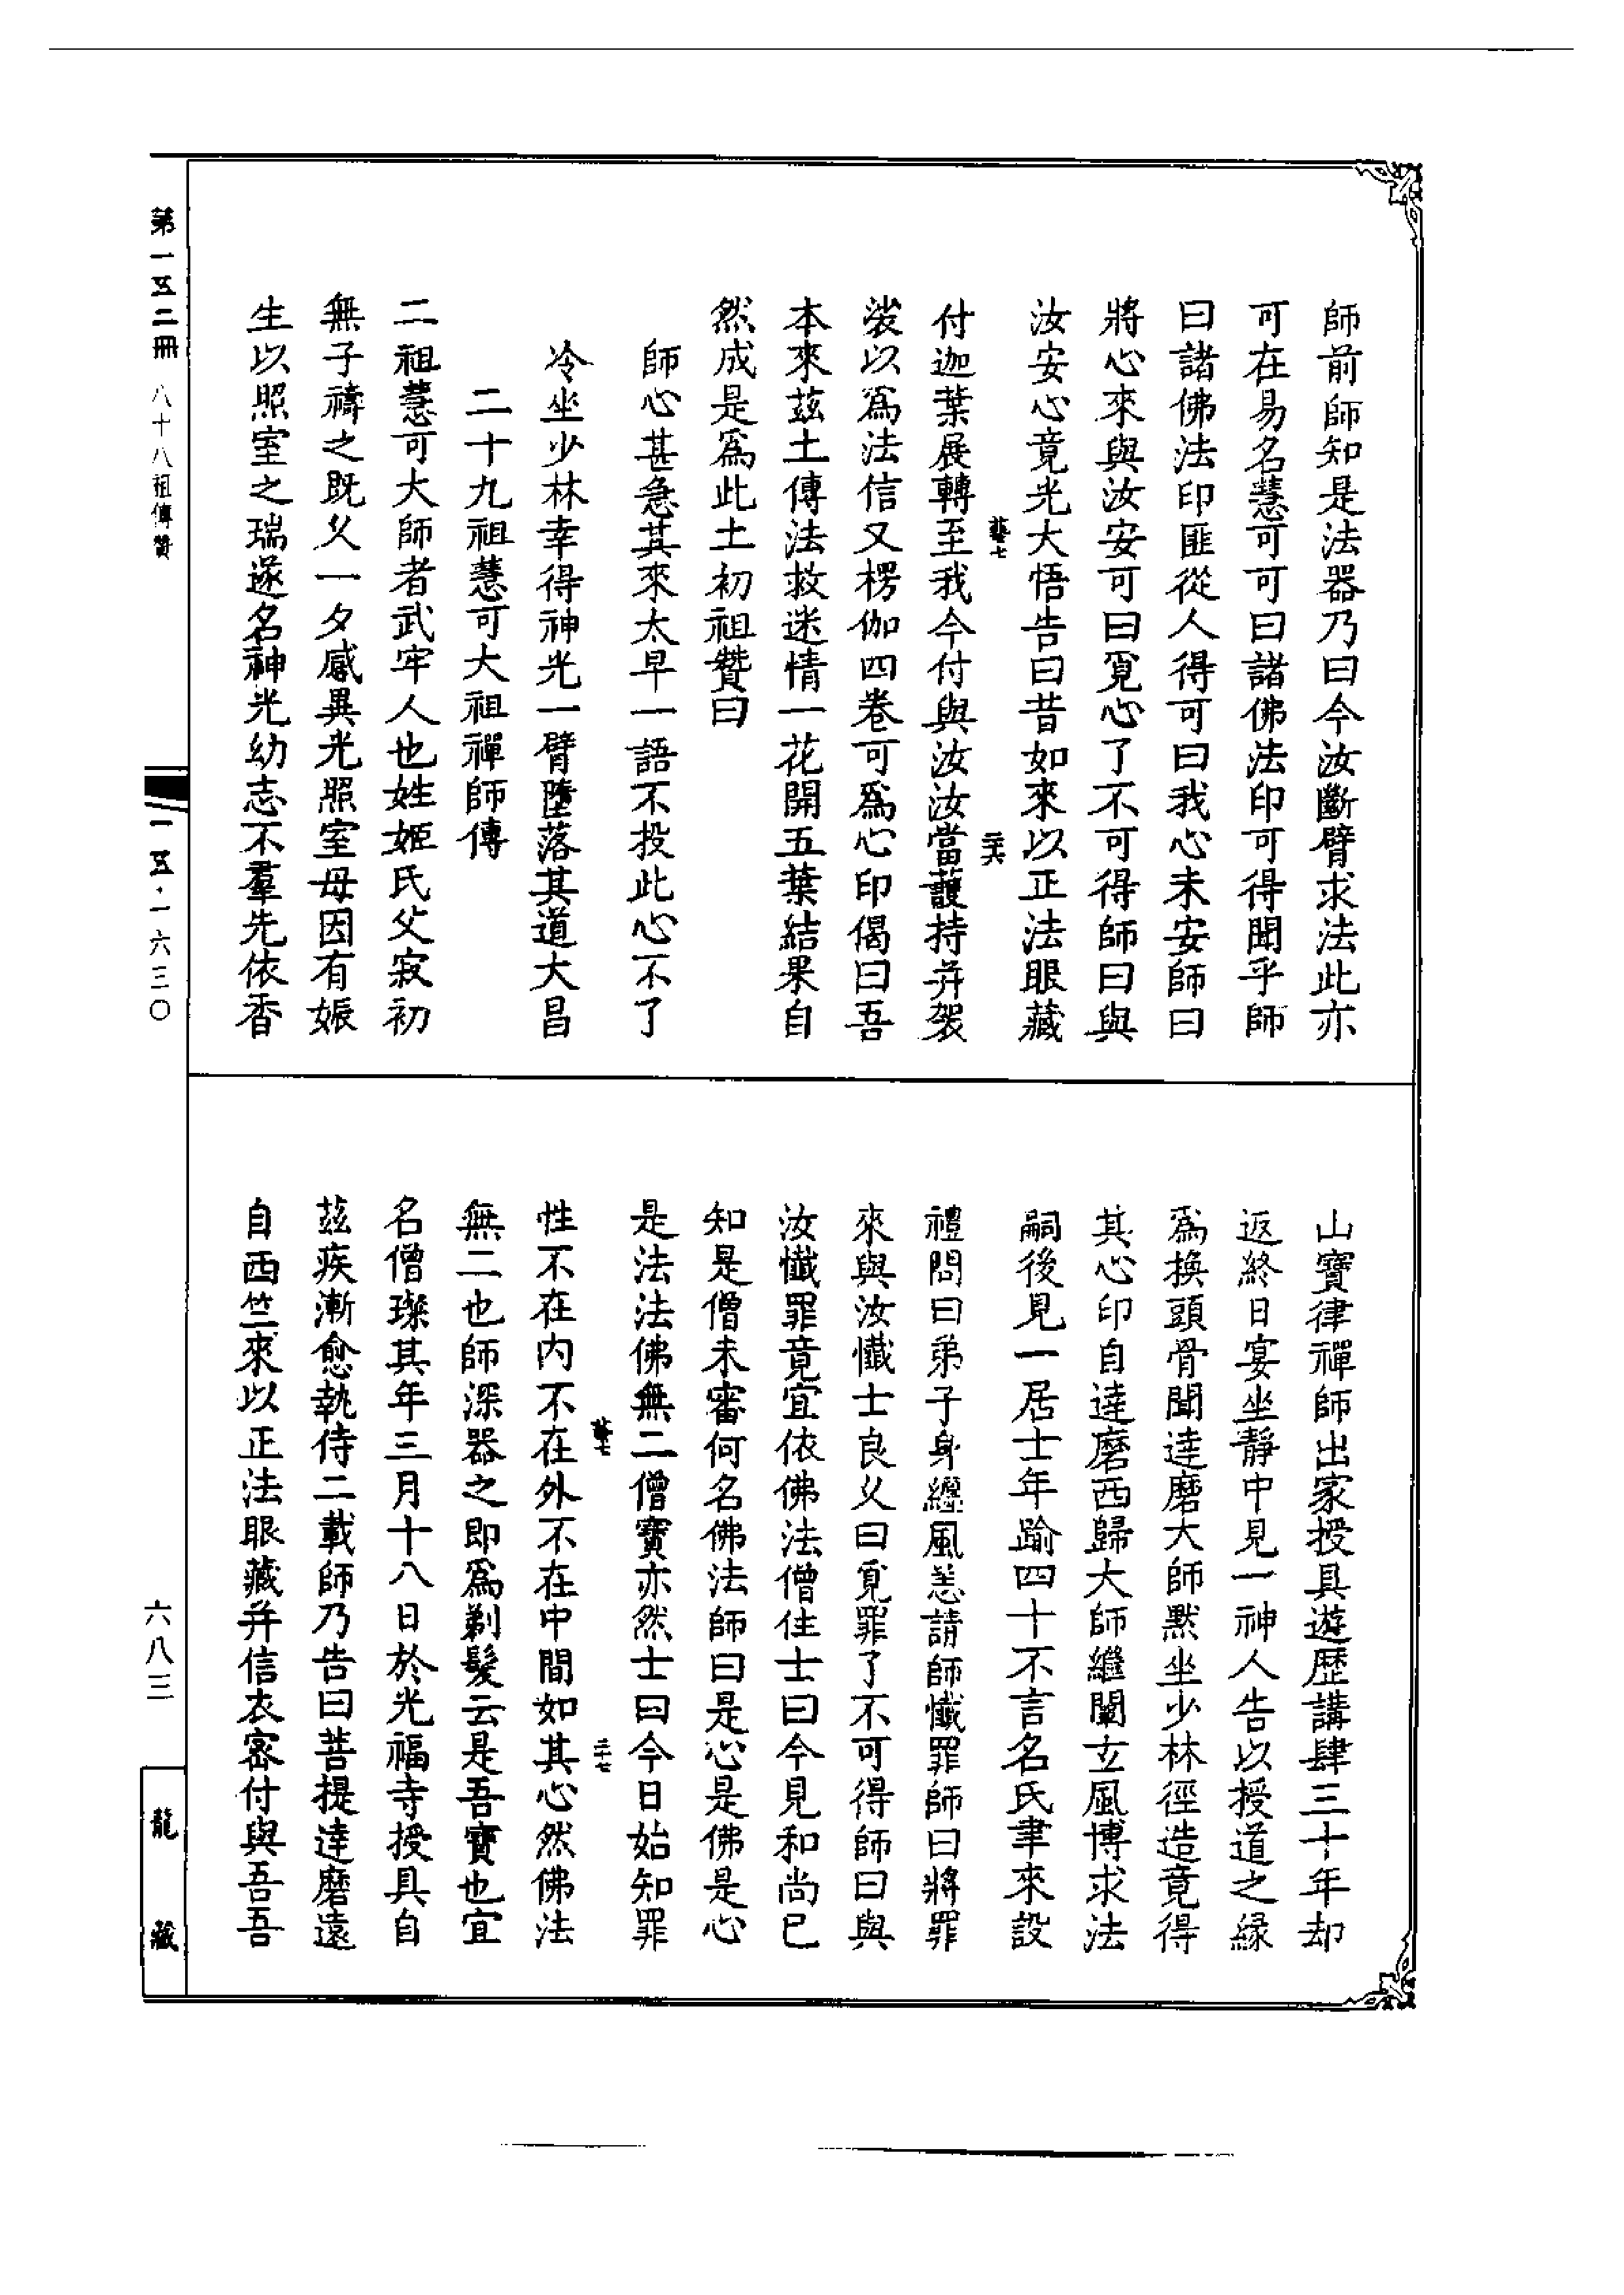 師前師知是法器乃曰今汝斷臂求法此亦
可在易名慧可可曰諸佛法印可得聞乎師
曰諸佛法印匪從人得可曰我心未安師曰
將心來與汝安可曰覓心了不可得師曰與
汝安心竟光大悟告曰昔如來以正法眼藏
藝七
二六
付迦葉展轉至我今付與汝汝當護持并袈
裟以爲法信又楞伽四卷可爲心印偈曰吾
本來茲土傳法救迷情一花開五葉結果自
然成是爲此土初祖贊曰
師心甚急其來太早一語不投此心不了
冷坐少林幸得神光一臂墮落其道大昌
二十九祖慧可大祖禪師傳
二祖慧可大師者武牢人也姓姬氏父寂初
無子禱之既久一夕感異光照室母因有娠
生以照室之瑞遂名神光幼志不羣先依香
山寶律禪師出家授具遊歷講肆三十年却
返終日宴坐靜中見一神人告以授道之緣
爲換頭骨聞達磨大師默坐少林徑造竟得
其心印自達磨西歸大師繼闡玄風博求法
嗣後見一居士年踰四十不言名氏聿來設
禮問曰弟子身纏風恙請師懺罪師曰將罪
來與汝懺士良久曰覓罪了不可得師曰與
汝懺罪竟宜依佛法僧住士曰今見和尚已
知是僧未審何名佛法師曰是心是佛是心
是法法佛無二僧寶亦然士曰今日始知罪
藝七
二十七
性不在內不在外不在中間如其心然佛法
無二也師深器之即爲剃髮云是吾寶也宜
名僧璨其年三月十八日於光福寺授具自
茲疾漸愈執侍二載師乃告曰菩提達磨遠
自西竺來以正法眼藏并信衣密付與吾吾
第一五二冊 八十八祖傳贊
一五·一六三〇
六八三
龍藏